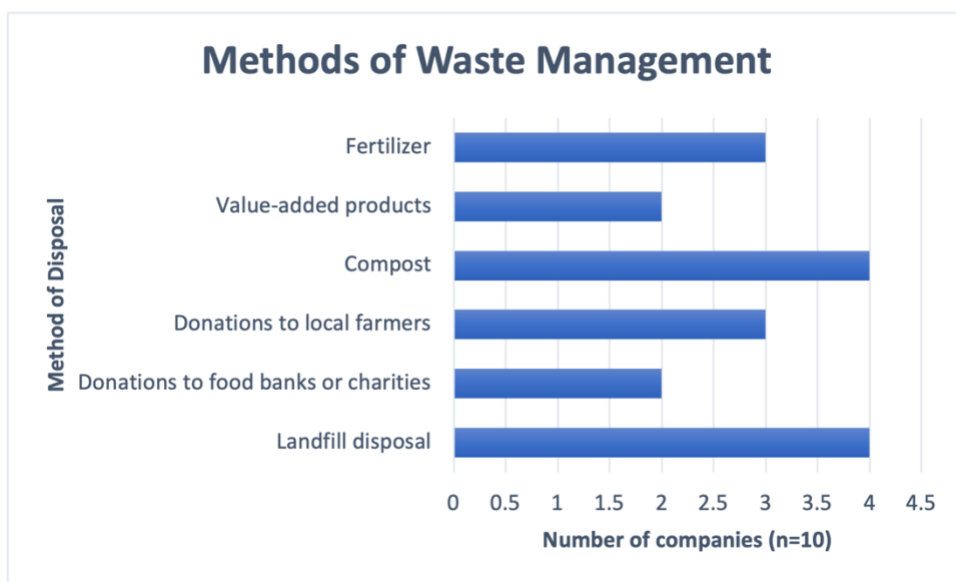 Methods of Waste Management
Method of Disposal
Fertilizer
Value-added products
Compost
Donations to local farmers
Donations to food banks or charities
Landfill disposal
0 0.5 1 1.5 2 2.5 3 3.5 4 4.5
Number of companies (n=10)